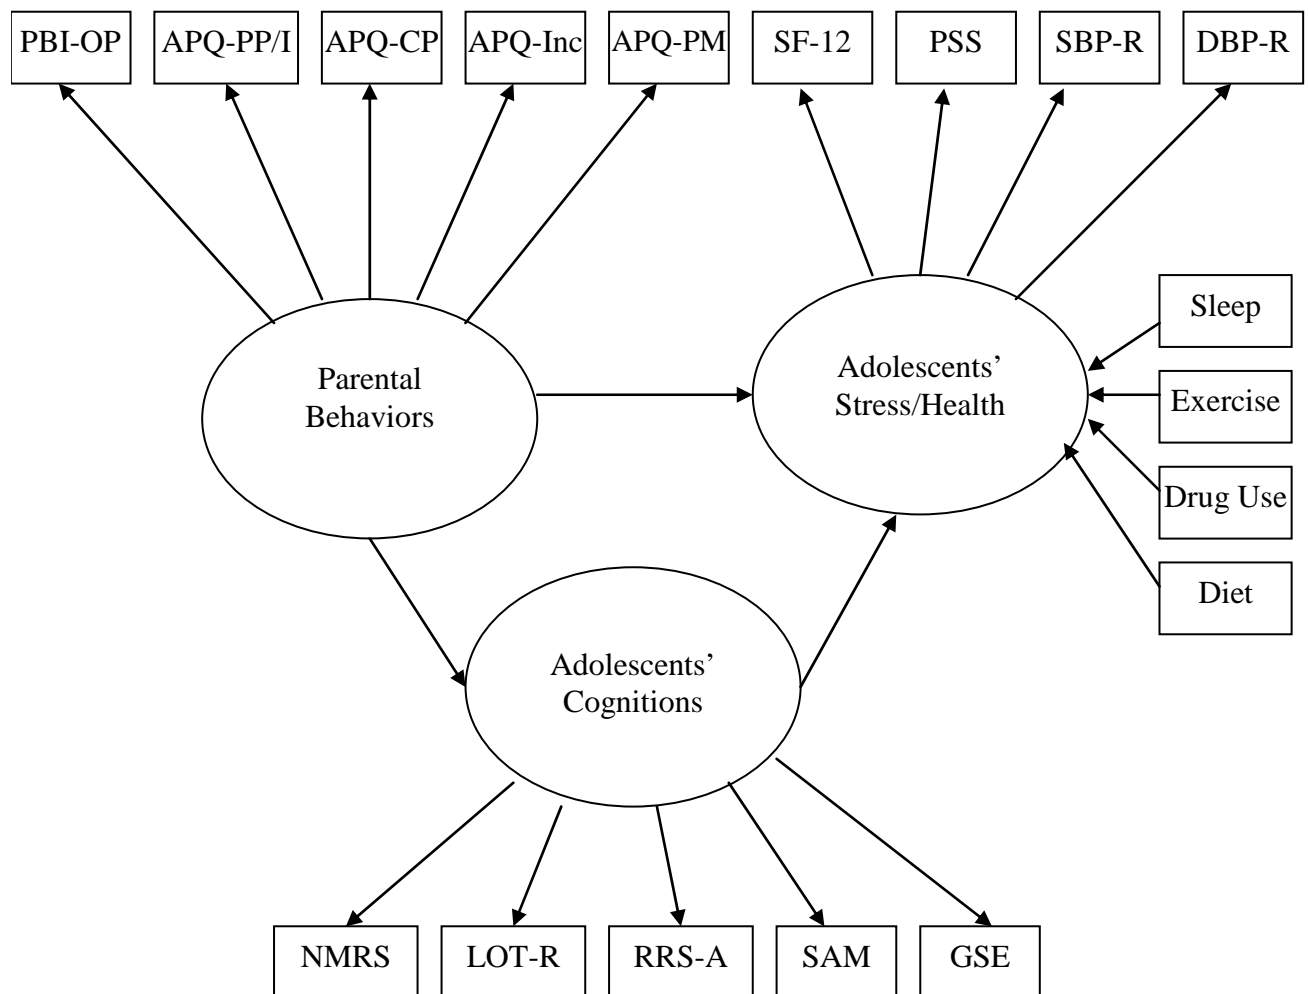 PBI-OP
APQ-PP/I
APQ-CP
APQ-Inc
APQ-PM
SF-12
PSS
SBP-R
DBP-R
Sleep
Parental
Behaviors
Adolescents’
Stress/Health
Exercise
Drug Use
Diet
Adolescents’
Cognitions
NMRS
LOT-R
RRS-A
SAM
GSE